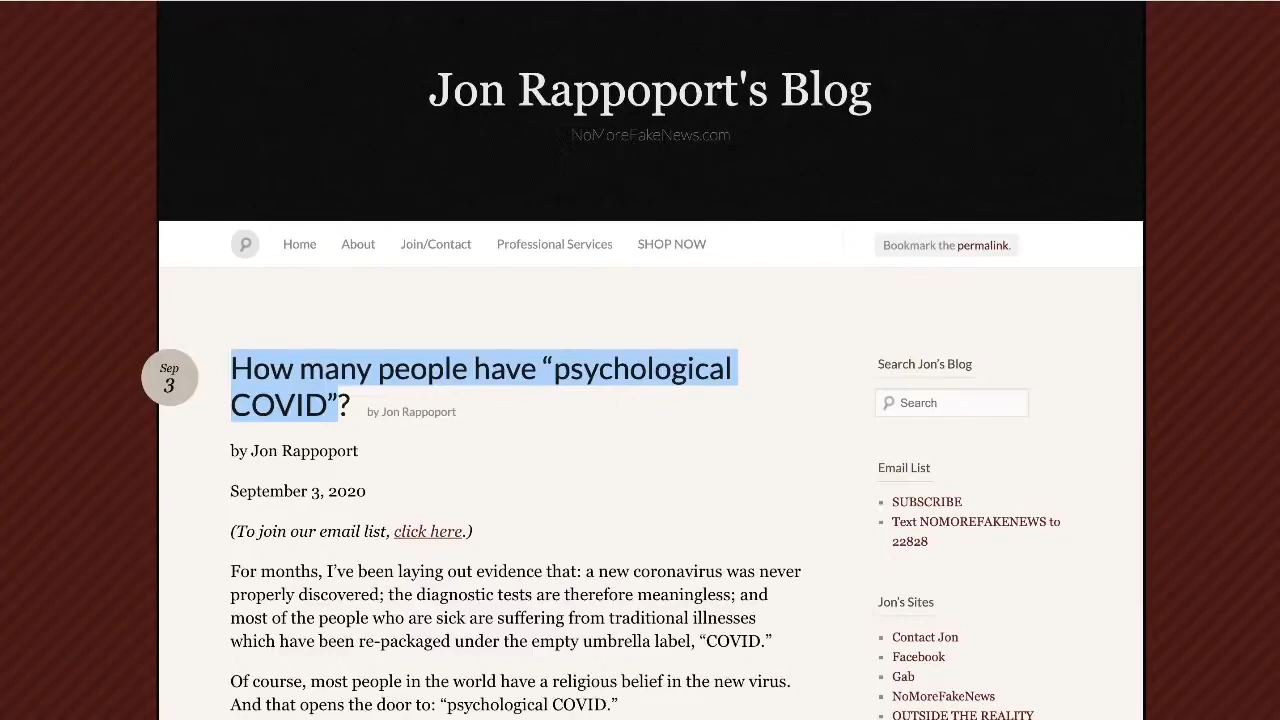 Jon Rappoport's Blog
NoMoreFakeNews.com
Home About Join/Contact Professional Services SHOP NOW
Bookmark the permalink.
Sep
3
How many people have “psychological
COVID”? by Jon Rappoport
by Jon Rappoport
September 3, 2020
(To join our email list, click here.)
For months, I’ve been laying out evidence that: a new coronavirus was never
properly discovered; the diagnostic tests are therefore meaningless; and
most of the people who are sick are suffering from traditional illnesses
which have been re-packaged under the empty umbrella label, “COVID.”
Of course, most people in the world have a religious belief in the new virus.
And that opens the door to: “psychological COVID.”
Search Jon’s Blog
Search
Email List
SUBSCRIBE
Text NOMOREFAKENEWS to
22828
Jon’s Sites
Contact Jon
Facebook
Gab
NoMoreFakeNews
OUTSIDE THE REALITY